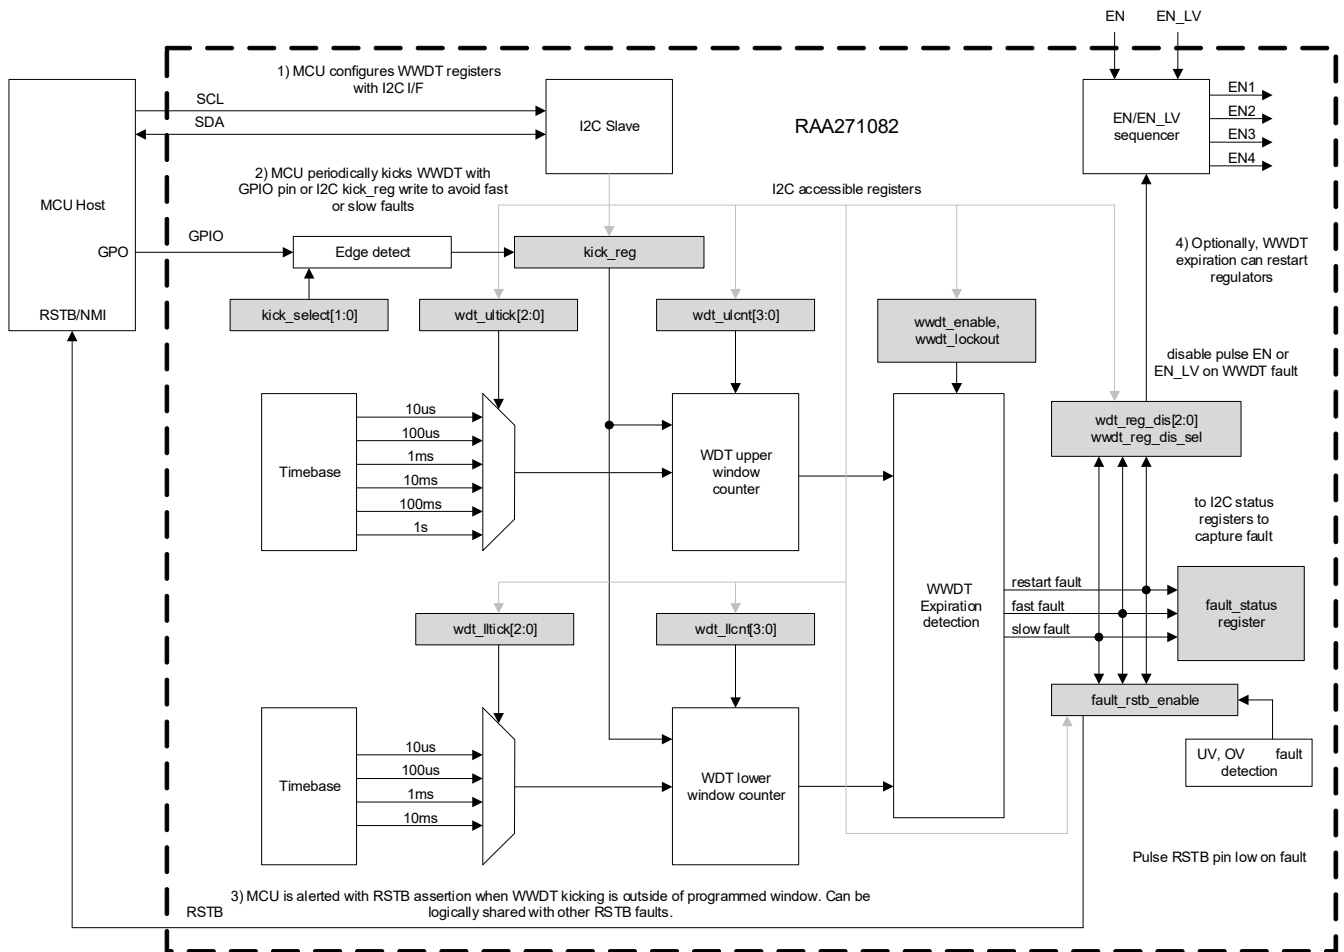 EN
EN_LV
1) MCU configures WWDT registers
with I2C I/F
SCL
SDA
I2C Slave
RAA271082
EN/EN_LV
sequencer
EN1
EN2
EN3
EN4
2) MCU periodically kicks WWDT with
GPIO pin or I2C kick_reg write to avoid fast
or slow faults
I2C accessible registers
MCU Host
GPO
GPIO
Edge detect
kick_reg
4) Optionally, WWDT
expiration can restart
regulators
RSTB/NMI
kick_select[1:0]
wdt_ultick[2:0]
wdt_ulcnt[3:0]
wwdt_enable,
wwdt_lockout
disable pulse EN or
EN_LV on WWDT fault
Timebase
10us
100us
1ms
10ms
100ms
1s
WDT upper
window
counter
wdt_reg_dis[2:0]
wwdt_reg_dis_sel
to I2C status
registers to
capture fault
WWDT
Expiration
detection
restart fault
fast fault
slow fault
fault_status
register
wdt_lltick[2:0]
wdt_llcnt[3:0]
fault_rstb_enable
Timebase
10us
100us
1ms
10ms
WDT lower
window counter
UV, OV fault
detection
Pulse RSTB pin low on fault
3) MCU is alerted with RSTB assertion when WWDT kicking is outside of programmed window. Can be
logically shared with other RSTB faults.
RSTB